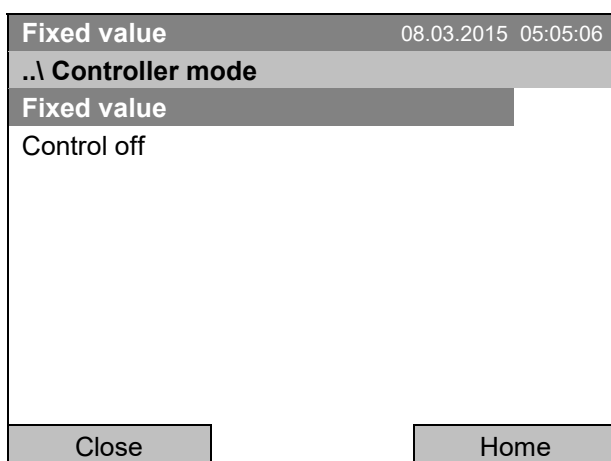 Fixed value 08.03.2015 05:05:06
..\ Controller mode
Fixed value
Control off
Close Home